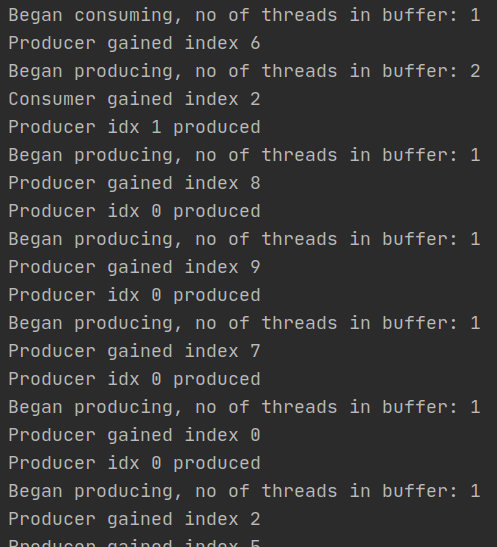 Began consuming, no of threads in buffer: 1
Producer gained index 6
Began producing, no of threads in buffer: 2
Consumer gained index 2
Producer idx 1 produced
Began producing, no of threads in buffer: 1
Producer gained index 8
Producer idx 0 produced
Began producing, no of threads in buffer: 1
Producer gained index 9
Producer idx 0 produced
Began producing, no of threads in buffer: 1
Producer gained index 7
Producer idx 0 produced
Began producing, no of threads in buffer: 1
Producer gained index 0
Producer idx 0 produced
Began producing, no of threads in buffer: 1
Producer gained index 2
Producer gained index 5